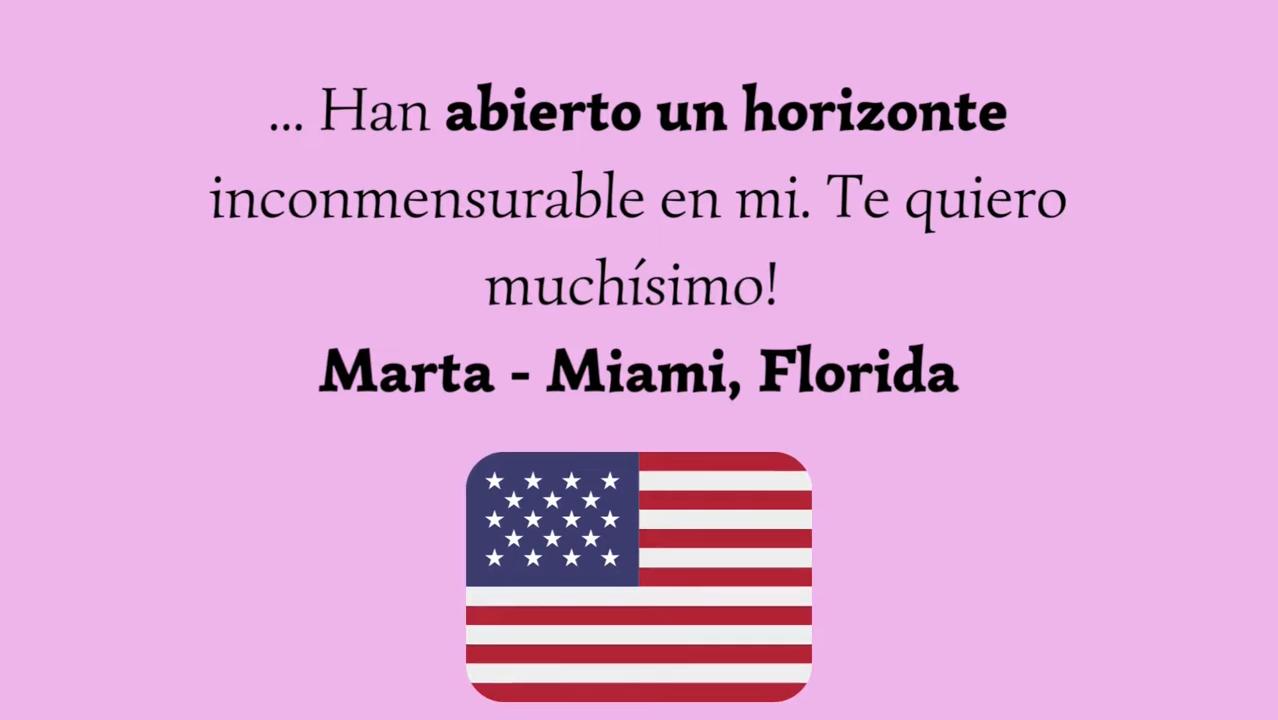 ... Han abierto un horizonte
inconmensurable en mi. Te quiero
muchísimo!
Marta - Miami, Florida